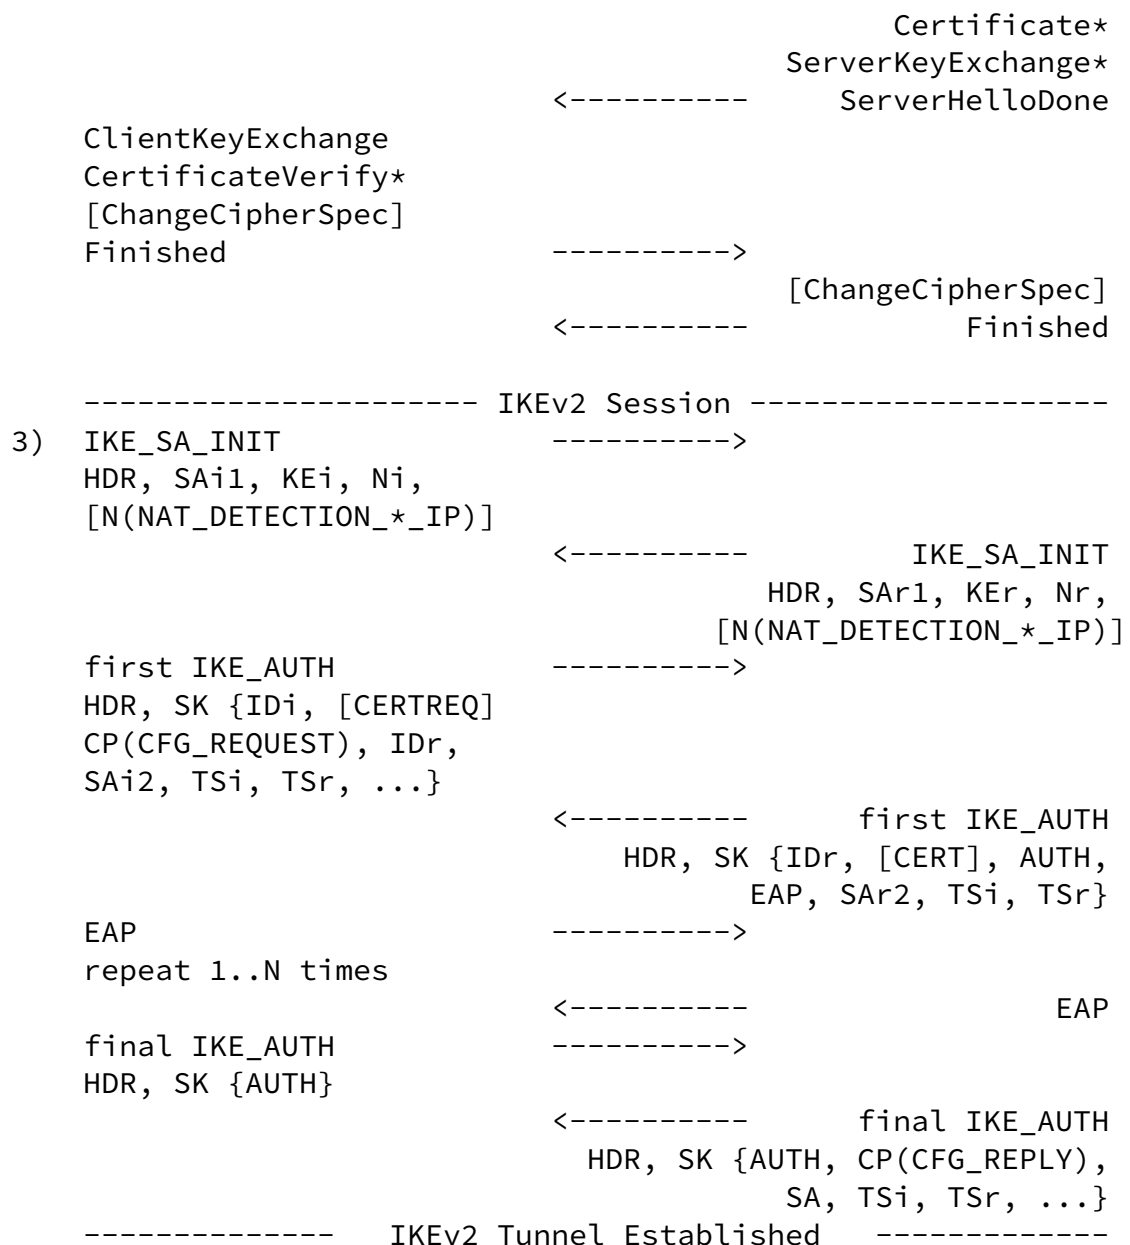 Certificate*
ServerKeyExchange*
<---------- ServerHelloDone
ClientKeyExchange
CertificateVerify*
[ChangeCipherSpec]
Finished ---------->
[ChangeCipherSpec]
<---------- Finished
---------------------- IKEv2 Session --------------------
3) IKE_SA_INIT ---------->
HDR, SAi1, KEi, Ni,
[N(NAT_DETECTION_*_IP)]
<---------- IKE_SA_INIT
HDR, SAr1, KEr, Nr,
[N(NAT_DETECTION_*_IP)]
first IKE_AUTH ---------->
HDR, SK {IDi, [CERTREQ]
CP(CFG_REQUEST), IDr,
SAi2, TSi, TSr, ...}
<---------- first IKE_AUTH
HDR, SK {IDr, [CERT], AUTH,
EAP, SAr2, TSi, TSr}
EAP ---------->
repeat 1..N times
<---------- EAP
final IKE_AUTH ---------->
HDR, SK {AUTH}
<---------- final IKE_AUTH
HDR, SK {AUTH, CP(CFG_REPLY),
SA, TSi, TSr, ...}
-------------- IKEv2 Tunnel Established -------------